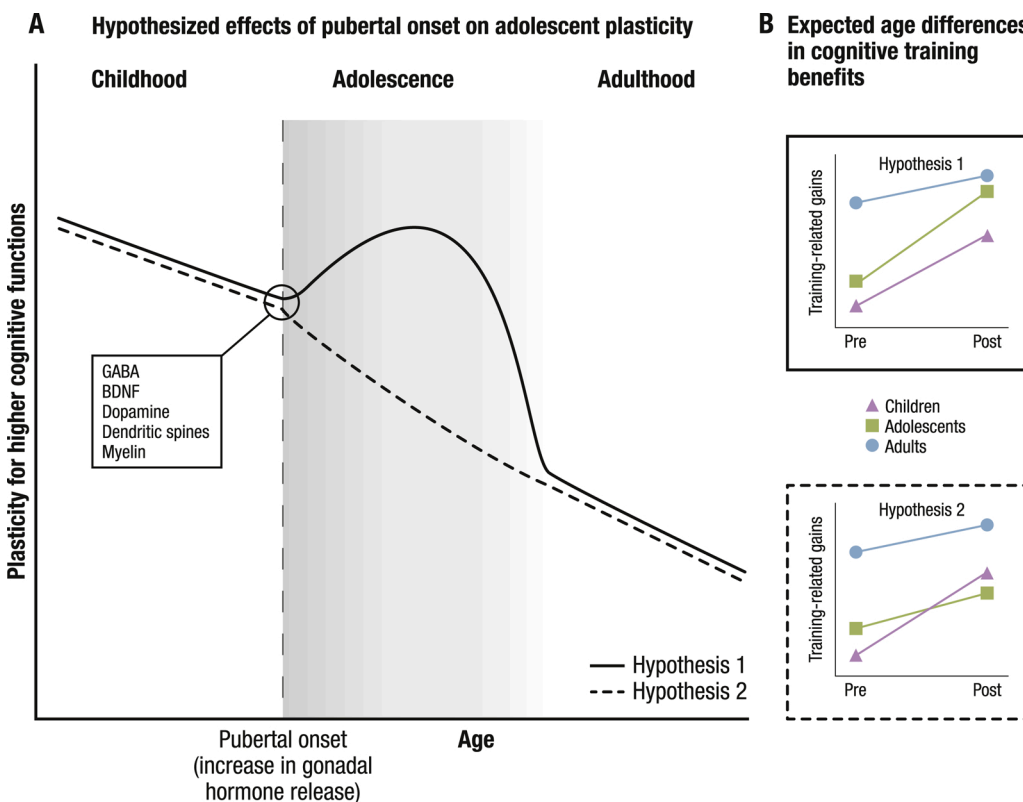 A Hypothesized effects of pubertal onset on adolescent plasticity
Childhood Adolescence Adulthood
Plasticity for higher cognitive functions
GABA
BDNF
Dopamine
Dendritic spines
Myelin
Hypothesis 1
Hypothesis 2
Pubertal onset
(increase in gonadal
hormone release)
Age
B Expected age differences
in cognitive training
benefits
Hypothesis 1
Training-related gains
Pre Post
Children
Adolescents
Adults
Hypothesis 2
Training-related gains
Pre Post